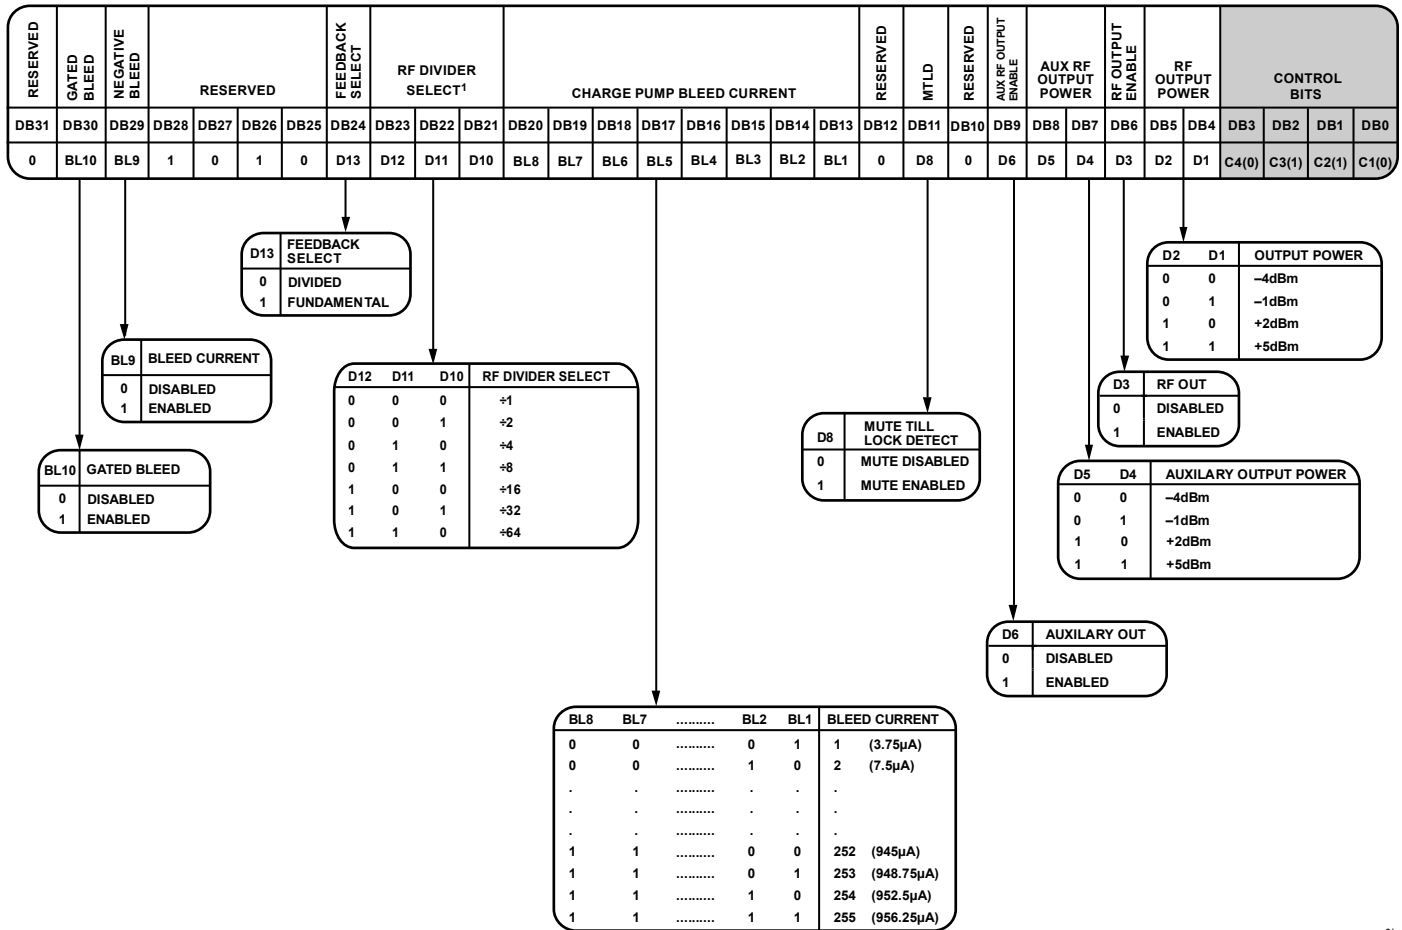 RESERVED
GATED
BLEED
NEGATIVE
BLEED
RESERVED
FEEDBACK
SELECT
RF DIVIDER
SELECT1
CHARGE PUMP BLEED CURRENT
RESERVED
MTLD
RESERVED
AUX RF OUTPUT
ENABLE
AUX RF
OUTPUT
POWER
RF OUTPUT
ENABLE
RF
OUTPUT
POWER
CONTROL
BITS
DB31 DB30 DB29 DB28 DB27 DB26 DB25 DB24 DB23 DB22 DB21 DB20 DB19 DB18 DB17 DB16 DB15 DB14 DB13 DB12 DB11 DB10 DB9 DB8 DB7 DB6 DB5 DB4 DB3 DB2 DB1 DB0
0 BL10 BL9 1 0 1 0 D13 D12 D11 D10 BL8 BL7 BL6 BL5 BL4 BL3 BL2 BL1 0 D8 0 D6 D5 D4 D3 D2 D1 C4(0) C3(1) C2(1) C1(0)
D13 FEEDBACK
SELECT
0 DIVIDED
1 FUNDAMENTAL
D2 D1 OUTPUT POWER
0 0 –4dBm
0 1 –1dBm
1 0 +2dBm
1 1 +5dBm
BL9 BLEED CURRENT
0 DISABLED
1 ENABLED
D12 D11 D10 RF DIVIDER SELECT
0 0 0 ÷1
0 0 1 ÷2
0 1 0 ÷4
0 1 1 ÷8
1 0 0 ÷16
1 0 1 ÷32
1 1 0 ÷64
D3 RF OUT
0 DISABLED
1 ENABLED
D8 MUTE TILL
LOCK DETECT
0 MUTE DISABLED
1 MUTE ENABLED
BL10 GATED BLEED
0 DISABLED
1 ENABLED
D5 D4 AUXILARY OUTPUT POWER
0 0 –4dBm
0 1 –1dBm
1 0 +2dBm
1 1 +5dBm
D6 AUXILARY OUT
0 DISABLED
1 ENABLED
BL8 BL7 .......... BL2 BL1 BLEED CURRENT
0 0 .......... 0 1 1 (3.75µA)
0 0 .......... 1 0 2 (7.5µA)
. . .......... . . .
. . .......... . . .
. . .......... . . .
1 1 .......... 0 0 252 (945µA)
1 1 .......... 0 1 253 (948.75µA)
1 1 .......... 1 0 254 (952.5µA)
1 1 .......... 1 1 255 (956.25µA)